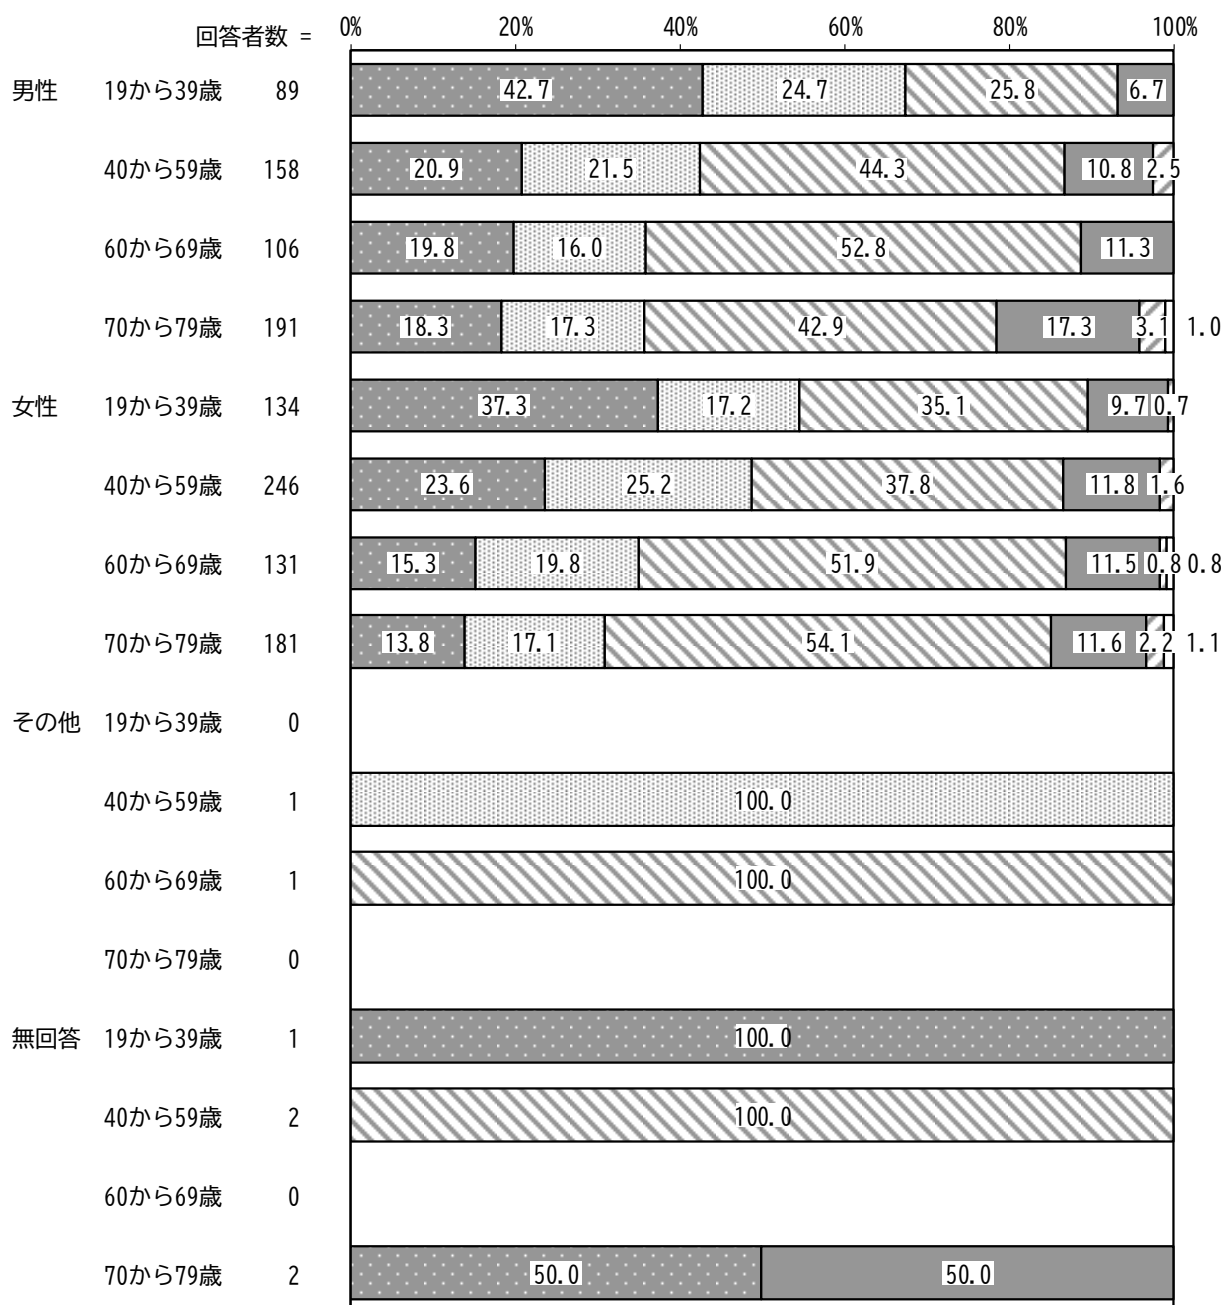 0% 20% 40% 60% 80% 100%
回答者数 =
男性 19から39歳 89 42.7 24.7 25.8 6.7
40から59歳 158 20.9 21.5 44.3 10.8 2.5
60から69歳 106 19.8 16.0 52.8 11.3
70から79歳 191 18.3 17.3 42.9 17.3 3.1 1.0
女性 19から39歳 134 37.3 17.2 35.1 9.7 0.7
40から59歳 246 23.6 25.2 37.8 11.8 1.6
60から69歳 131 15.3 19.8 51.9 11.5 0.8 0.8
70から79歳 181 13.8 17.1 54.1 11.6 2.2 1.1
その他 19から39歳 0
40から59歳 1 100.0
60から69歳 1 100.0
70から79歳 0
無回答 19から39歳 1 100.0
40から59歳 2 100.0
60から69歳 0
70から79歳 2 50.0 50.0